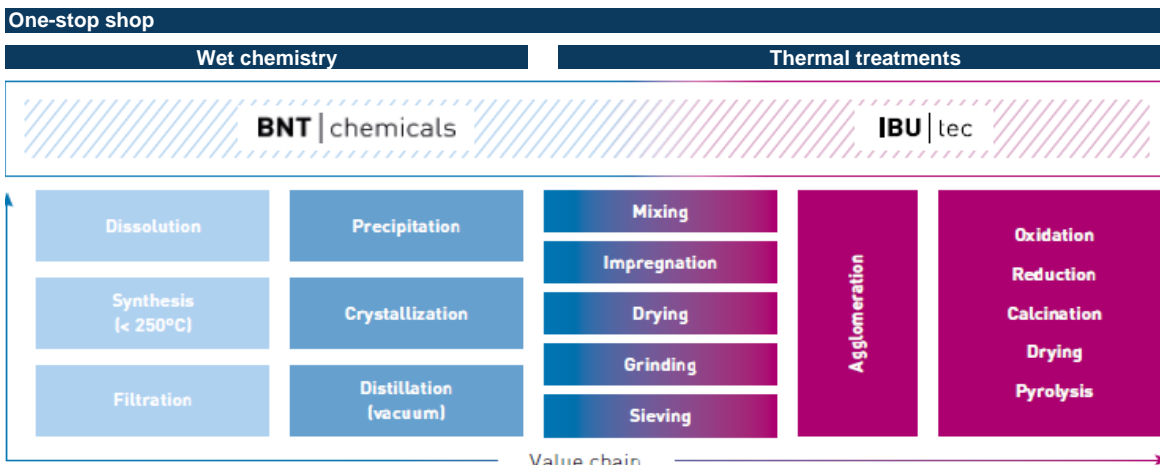 One-stop shop
Wet chemistry
Thermal treatments
BNT|chemicals
IBU|tec
Dissolution
Synthesis
(< 250°C)
Filtration
Precipitation
Crystallization
Distillation
(vacuum)
Mixing
Impregnation
Drying
Grinding
Sieving
Agglomeration
Oxidation
Reduction
Calcination
Drying
Pyrolysis
Value chain